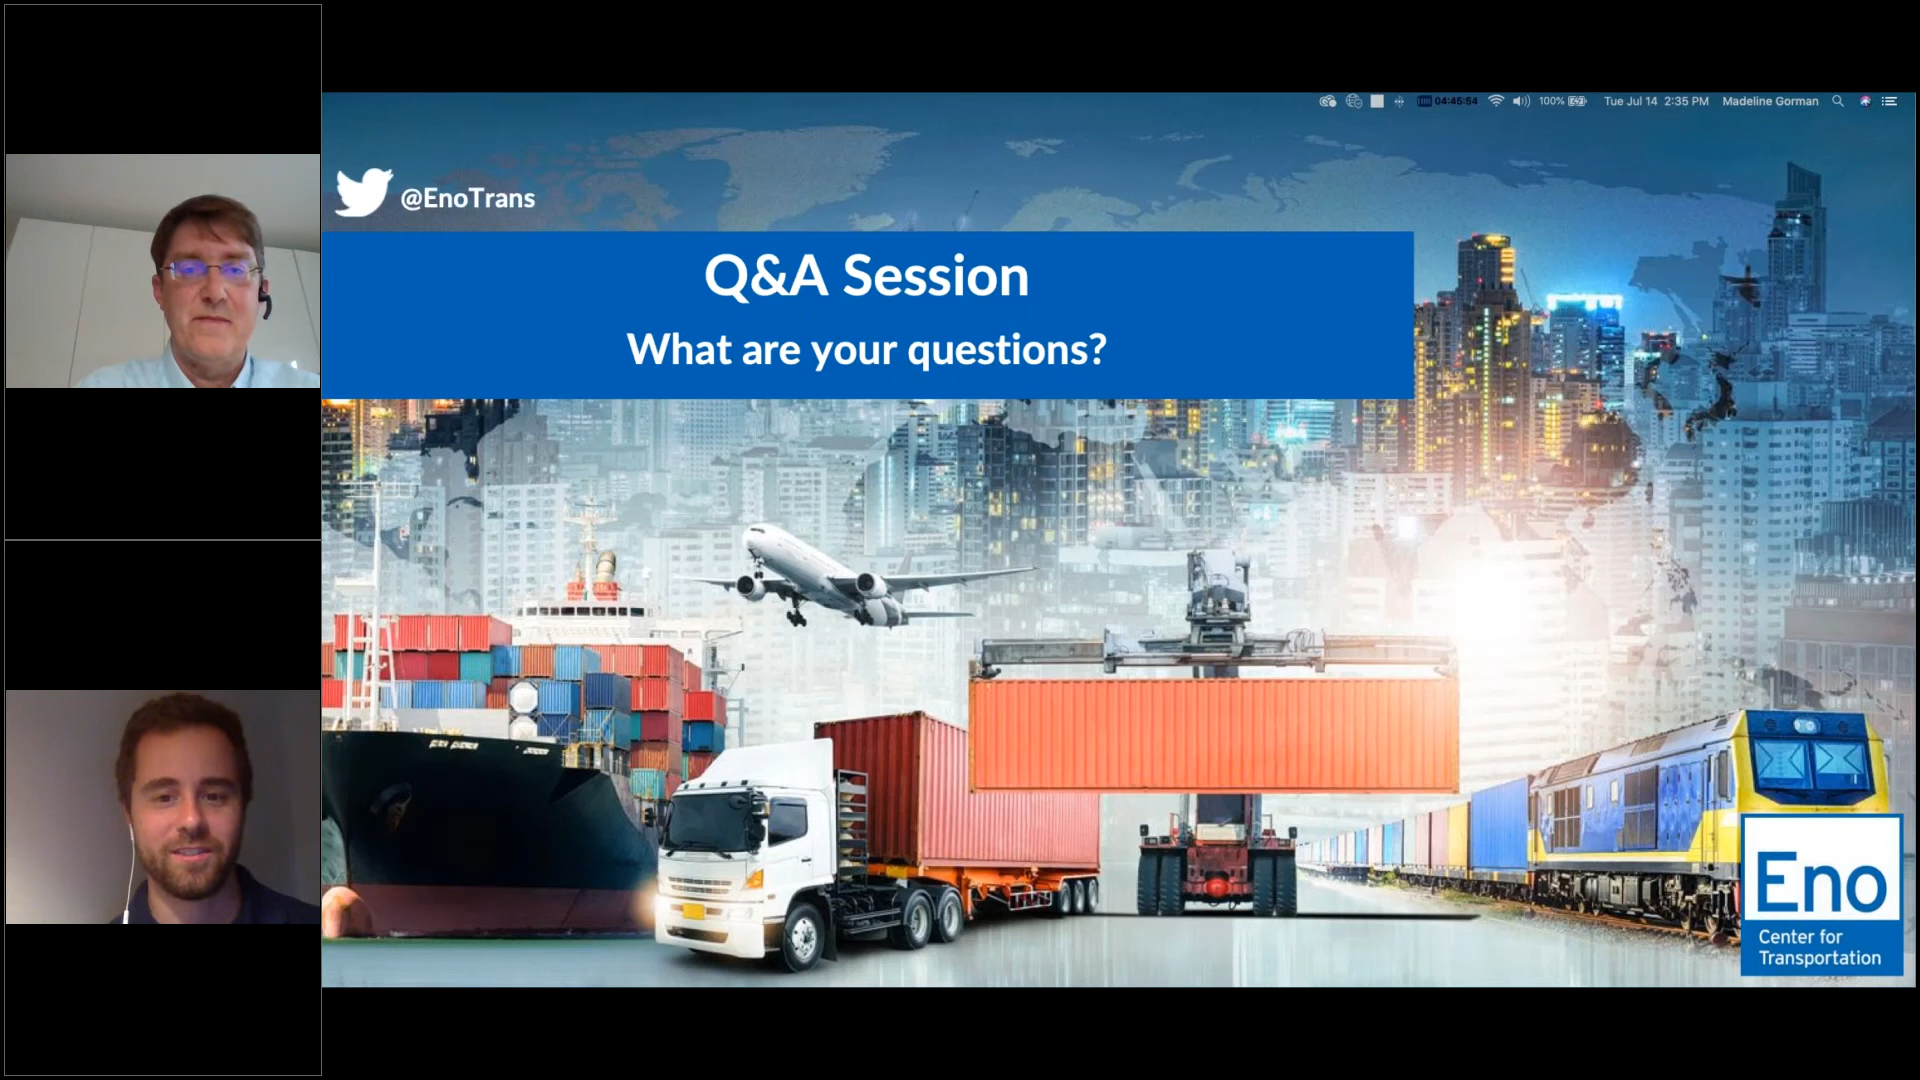 04:45:54 100% Tue Jul 14 2:35 PM Madeline Gorman
@EnoTrans
Q&A Session
What are your questions?
Eno
Center for
Transportation